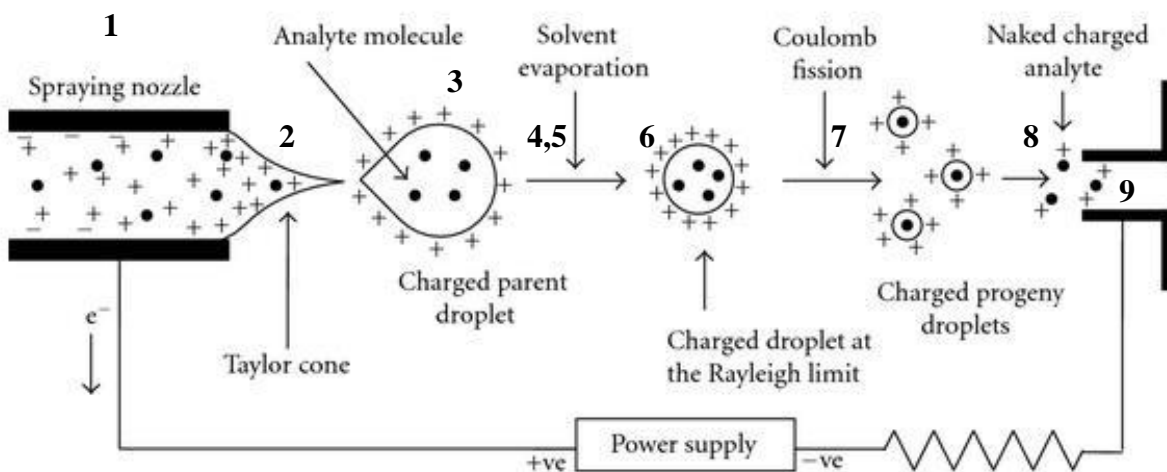 1
Spraying nozzle
2
Analyte molecule
3
Solvent
evaporation
4,5
6
Coulomb
fission
7
Naked charged
analyte
8
9
e⁻
Taylor cone
Charged parent
droplet
Charged droplet at
the Rayleigh limit
Charged progeny
droplets
+ve
Power supply
−ve